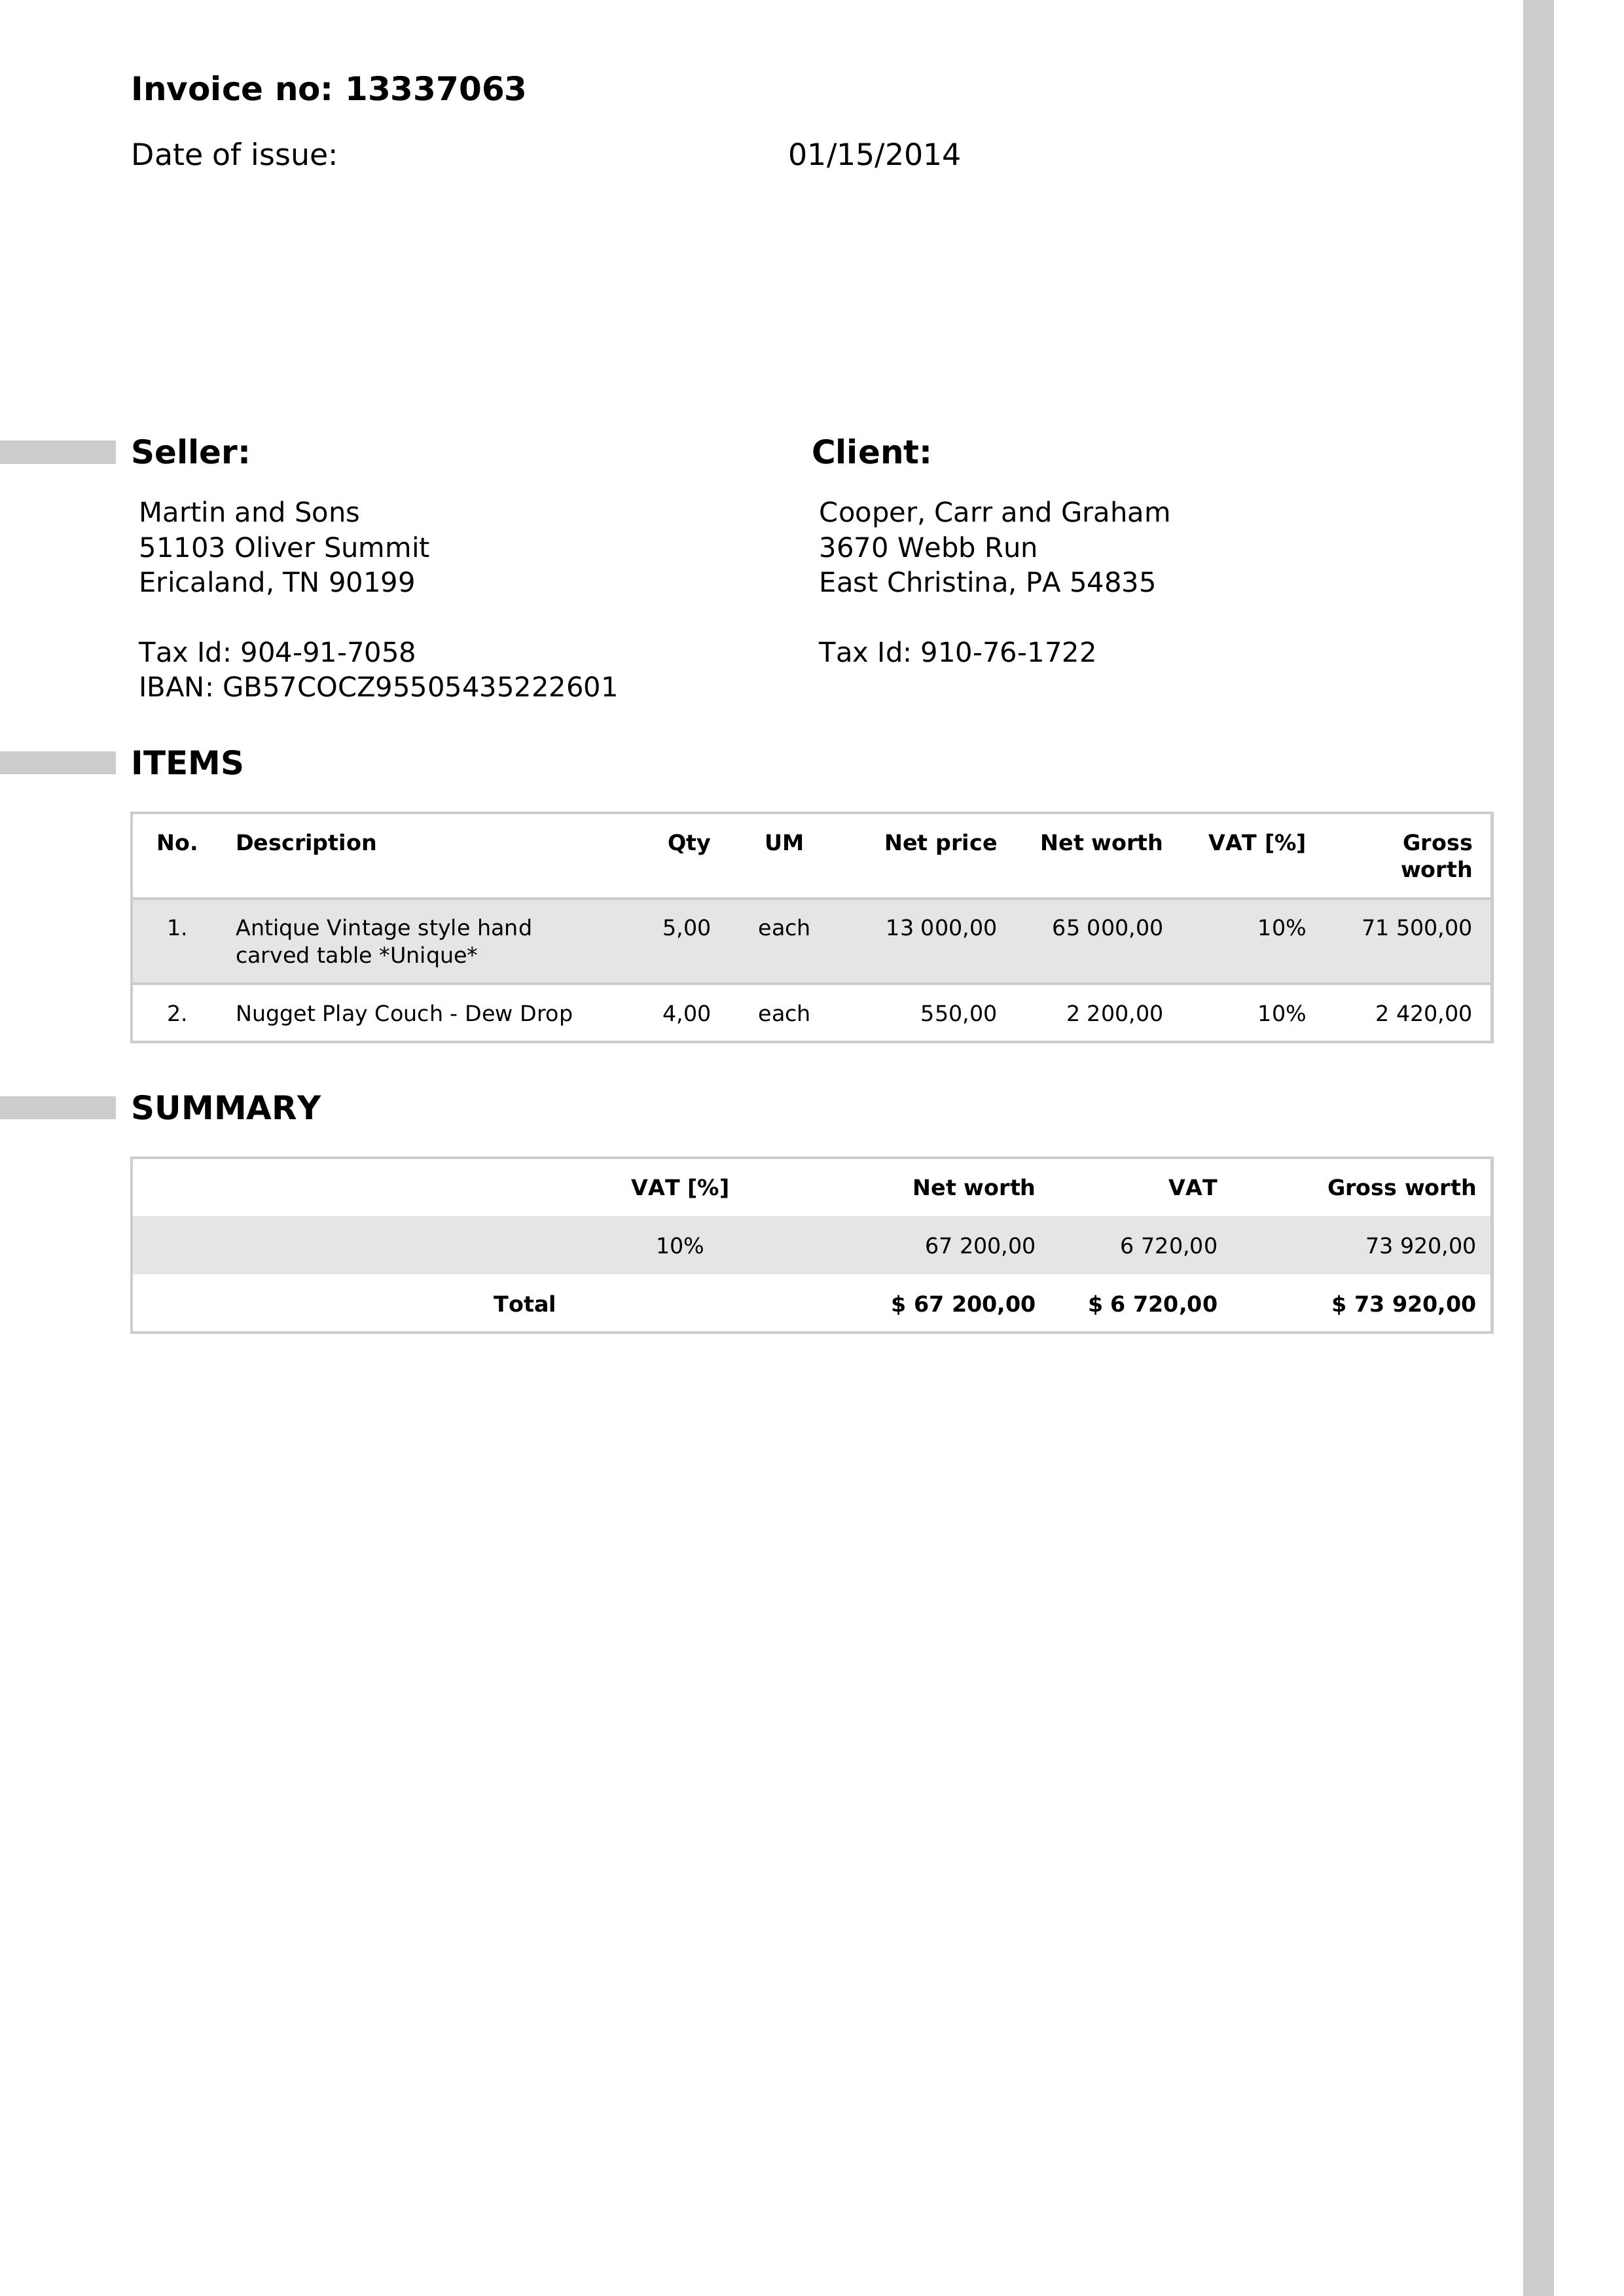 Invoice no: 13337063
Date of issue: 01/15/2014
Seller:
Martin and Sons
51103 Oliver Summit
Ericaland, TN 90199
Tax Id: 904-91-7058
IBAN: GB57COCZ95505435222601
Client:
Cooper, Carr and Graham
3670 Webb Run
East Christina, PA 54835
Tax Id: 910-76-1722
ITEMS
No. Description Qty UM Net price Net worth VAT [%] Gross
worth
1. Antique Vintage style hand 5,00 each 13 000,00 65 000,00 10% 71 500,00
carved table *Unique*
2. Nugget Play Couch - Dew Drop 4,00 each 550,00 2 200,00 10% 2 420,00
SUMMARY
VAT [%] Net worth VAT Gross worth
10% 67 200,00 6 720,00 73 920,00
Total $ 67 200,00 $ 6 720,00 $ 73 920,00